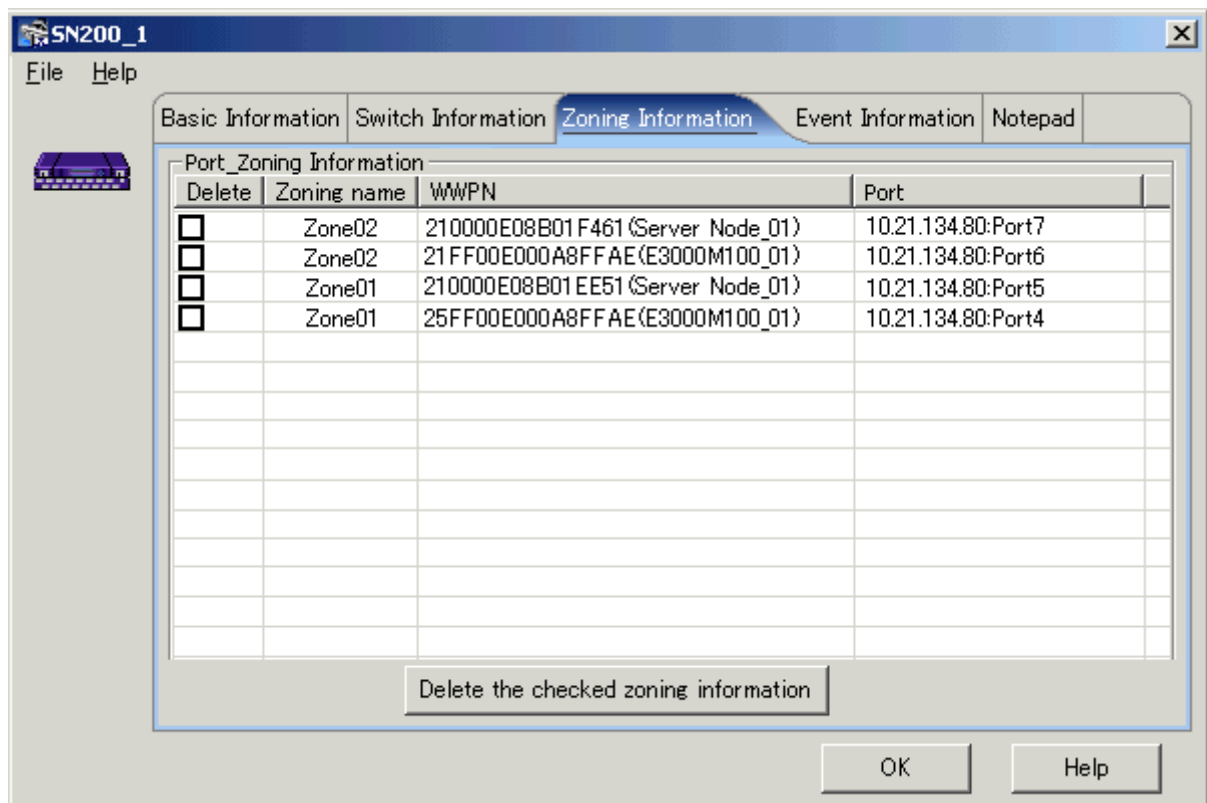 SN200_1
File Help
Basic Information Switch Information Zoning Information Event Information Notepad
Port_Zoning Information
Delete Zoning name WWPN Port
Zone02 210000E08B01F461(Server Node_01) 10.21.134.80:Port7
Zone02 21FF00E000A8FFAE(E3000M100_01) 10.21.134.80:Port6
Zone01 210000E08B01EE51(Server Node_01) 10.21.134.80:Port5
Zone01 25FF00E000A8FFAE(E3000M100_01) 10.21.134.80:Port4
Delete the checked zoning information
OK Help